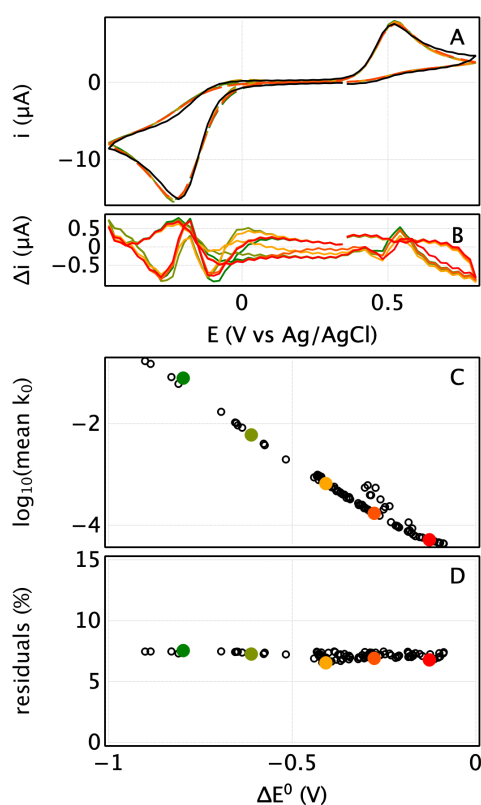 A
0
−10
i (μA)
B
0.5
0
−0.5
Δi (μA)
0
0.5
E (V vs Ag/AgCl)
C
−2
−4
log₁₀(mean k₀)
D
15
10
5
0
residuals (%)
−1
−0.5
0
ΔE⁰ (V)